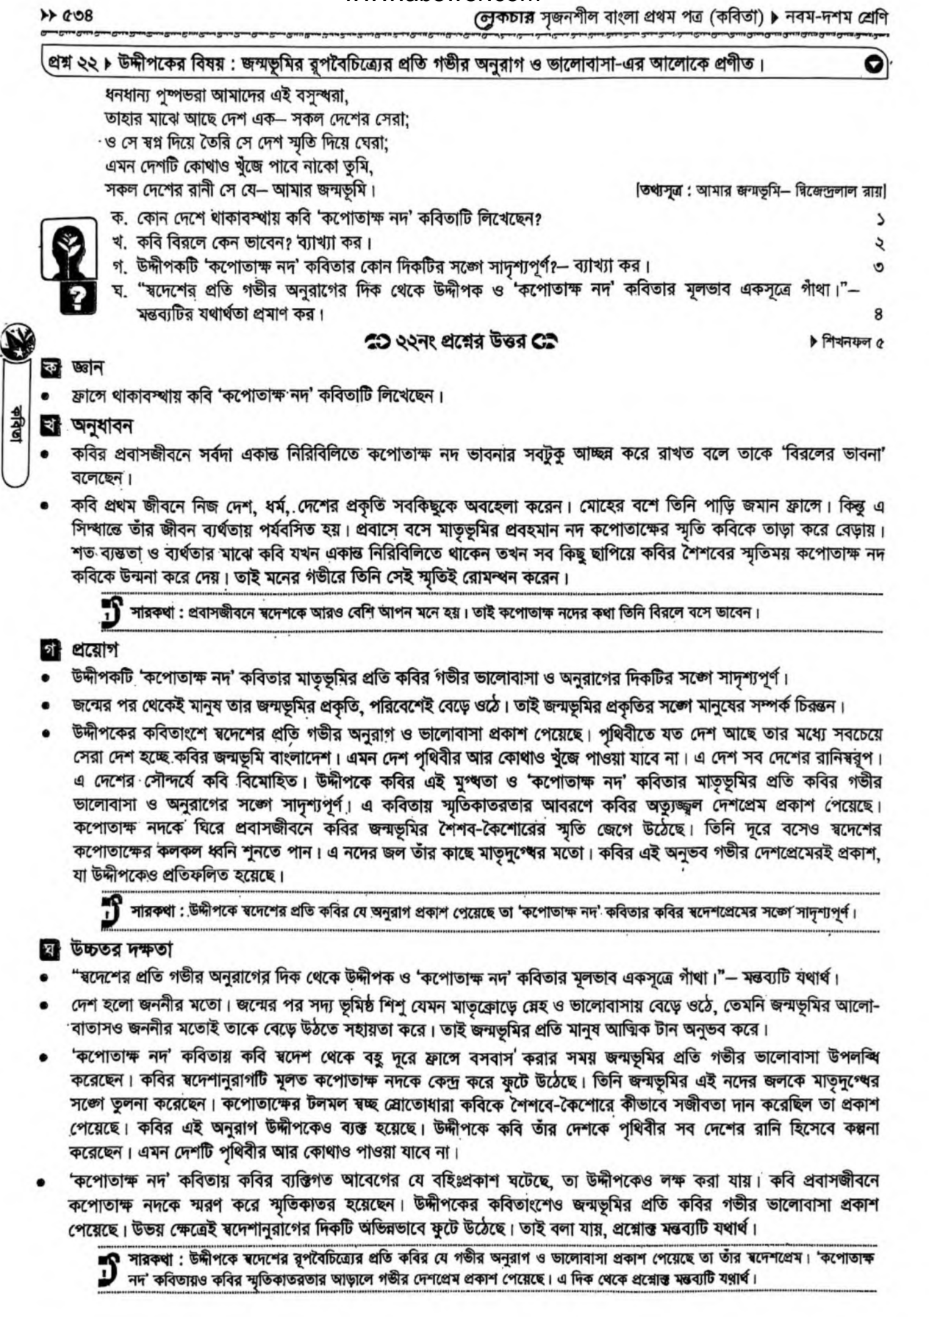 ৫৩৪
লেকচার সৃজনশীল বাংলা প্রথম পত্র (কবিতা) নবম-দশম শ্রেণি
প্রশ্ন ২২ উদ্দীপকের বিষয় : জন্মভূমির রূপবৈচিত্র্যের প্রতি গভীর অনুরাগ ও ভালোবাসা-এর আলোকে প্রণীত।
ধনধান্য পুষ্পভরা আমাদের এই বসুন্ধরা,
তাহার মাঝে আছে দেশ এক— সকল দেশের সেরা;
ও সে স্বপ্ন দিয়ে তৈরি সে দেশ স্মৃতি দিয়ে ঘেরা;
এমন দেশটি কোথাও খুঁজে পাবে নাকো তুমি,
সকল দেশের রানী সে যে— আমার জন্মভূমি। [তথ্যসূত্র : আমার জন্মভূমি— দ্বিজেন্দ্রলাল রায়]
ক. কোন দেশে থাকাবস্থায় কবি ‘কপোতাক্ষ নদ’ কবিতাটি লিখেছেন? ১
খ. কবি বিরলে কেন ভাবেন? ব্যাখ্যা কর। ২
গ. উদ্দীপকটি ‘কপোতাক্ষ নদ’ কবিতার কোন দিকটির সঙ্গে সাদৃশ্যপূর্ণ?— ব্যাখ্যা কর। ৩
ঘ. “স্বদেশের প্রতি গভীর অনুরাগের দিক থেকে উদ্দীপক ও ‘কপোতাক্ষ নদ’ কবিতার মূলভাব একসূত্রে গাঁথা।”—
মন্তব্যটির যথার্থতা প্রমাণ কর। ৪
২২নং প্রশ্নের উত্তর
শিখনফল ৫
কবিতা
ক জ্ঞান
• ফ্রান্সে থাকাবস্থায় কবি ‘কপোতাক্ষ নদ’ কবিতাটি লিখেছেন।
খ অনুধাবন
• কবির প্রবাসজীবনে সর্বদা একান্ত নিরিবিলিতে কপোতাক্ষ নদ ভাবনার সবটুকু আচ্ছন্ন করে রাখত বলে তাকে ‘বিরলের ভাবনা’
বলেছেন।
• কবি প্রথম জীবনে নিজ দেশ, ধর্ম, দেশের প্রকৃতি সবকিছুকে অবহেলা করেন। মোহের বশে তিনি পাড়ি জমান ফ্রান্সে। কিন্তু এ
সিদ্ধান্তে তাঁর জীবন ব্যর্থতায় পর্যবসিত হয়। প্রবাসে বসে মাতৃভূমির প্রবহমান নদ কপোতাক্ষের স্মৃতি কবিকে তাড়া করে বেড়ায়।
শত ব্যস্ততা ও ব্যর্থতার মাঝে কবি যখন একান্ত নিরিবিলিতে থাকেন তখন সব কিছু ছাপিয়ে কবির শৈশবের স্মৃতিময় কপোতাক্ষ নদ
কবিকে উন্মনা করে দেয়। তাই মনের গভীরে তিনি সেই স্মৃতিই রোমন্থন করেন।
সারকথা : প্রবাসজীবনে স্বদেশকে আরও বেশি আপন মনে হয়। তাই কপোতাক্ষ নদের কথা তিনি বিরলে বসে ভাবেন।
গ প্রয়োগ
• উদ্দীপকটি ‘কপোতাক্ষ নদ’ কবিতার মাতৃভূমির প্রতি কবির গভীর ভালোবাসা ও অনুরাগের দিকটির সঙ্গে সাদৃশ্যপূর্ণ।
• জন্মের পর থেকেই মানুষ তার জন্মভূমির প্রকৃতি, পরিবেশেই বেড়ে ওঠে। তাই জন্মভূমির প্রকৃতির সঙ্গে মানুষের সম্পর্ক চিরন্তন।
• উদ্দীপকের কবিতাংশে স্বদেশের প্রতি গভীর অনুরাগ ও ভালোবাসা প্রকাশ পেয়েছে। পৃথিবীতে যত দেশ আছে তার মধ্যে সবচেয়ে
সেরা দেশ হচ্ছে কবির জন্মভূমি বাংলাদেশ। এমন দেশ পৃথিবীর আর কোথাও খুঁজে পাওয়া যাবে না। এ দেশ সব দেশের রানিস্বরূপ।
এ দেশের সৌন্দর্যে কবি বিমোহিত। উদ্দীপকে কবির এই মুগ্ধতা ও ‘কপোতাক্ষ নদ’ কবিতার মাতৃভূমির প্রতি কবির গভীর
ভালোবাসা ও অনুরাগের সঙ্গে সাদৃশ্যপূর্ণ। এ কবিতায় স্মৃতিকাতরতার আবরণে কবির অত্যুজ্জ্বল দেশপ্রেম প্রকাশ পেয়েছে।
কপোতাক্ষ নদকে ঘিরে প্রবাসজীবনে কবির জন্মভূমির শৈশব-কৈশোরের স্মৃতি জেগে উঠেছে। তিনি দূরে বসেও স্বদেশের
কপোতাক্ষের কলকল ধ্বনি শুনতে পান। এ নদের জল তাঁর কাছে মাতৃদুগ্ধের মতো। কবির এই অনুভব গভীর দেশপ্রেমেরই প্রকাশ,
যা উদ্দীপকেও প্রতিফলিত হয়েছে।
সারকথা : উদ্দীপকে স্বদেশের প্রতি কবির যে অনুরাগ প্রকাশ পেয়েছে তা ‘কপোতাক্ষ নদ’ কবিতার কবির স্বদেশপ্রেমের সঙ্গে সাদৃশ্যপূর্ণ।
ঘ উচ্চতর দক্ষতা
• “স্বদেশের প্রতি গভীর অনুরাগের দিক থেকে উদ্দীপক ও ‘কপোতাক্ষ নদ’ কবিতার মূলভাব একসূত্রে গাঁথা।”— মন্তব্যটি যথার্থ।
• দেশ হলো জননীর মতো। জন্মের পর সদ্য ভূমিষ্ঠ শিশু যেমন মাতৃক্রোড়ে স্নেহ ও ভালোবাসায় বেড়ে ওঠে, তেমনি জন্মভূমির আলো-
বাতাসও জননীর মতোই তাকে বেড়ে উঠতে সহায়তা করে। তাই জন্মভূমির প্রতি মানুষ আত্মিক টান অনুভব করে।
• ‘কপোতাক্ষ নদ’ কবিতায় কবি স্বদেশ থেকে বহু দূরে ফ্রান্সে বসবাস করার সময় জন্মভূমির প্রতি গভীর ভালোবাসা উপলব্ধি
করেছেন। কবির স্বদেশানুরাগটি মূলত কপোতাক্ষ নদকে কেন্দ্র করে ফুটে উঠেছে। তিনি জন্মভূমির এই নদের জলকে মাতৃদুগ্ধের
সঙ্গে তুলনা করেছেন। কপোতাক্ষের টলমল স্বচ্ছ স্রোতোধারা কবিকে শৈশবে-কৈশোরে কীভাবে সজীবতা দান করেছিল তা প্রকাশ
পেয়েছে। কবির এই অনুরাগ উদ্দীপকেও ব্যক্ত হয়েছে। উদ্দীপকে কবি তাঁর দেশকে পৃথিবীর সব দেশের রানি হিসেবে কল্পনা
করেছেন। এমন দেশটি পৃথিবীর আর কোথাও পাওয়া যাবে না।
• ‘কপোতাক্ষ নদ’ কবিতায় কবির ব্যক্তিগত আবেগের যে বহিঃপ্রকাশ ঘটেছে, তা উদ্দীপকেও লক্ষ করা যায়। কবি প্রবাসজীবনে
কপোতাক্ষ নদকে স্মরণ করে স্মৃতিকাতর হয়েছেন। উদ্দীপকের কবিতাংশেও জন্মভূমির প্রতি কবির গভীর ভালোবাসা প্রকাশ
পেয়েছে। উভয় ক্ষেত্রেই স্বদেশানুরাগের দিকটি অভিন্নভাবে ফুটে উঠেছে। তাই বলা যায়, প্রশ্নোক্ত মন্তব্যটি যথার্থ।
সারকথা : উদ্দীপকে স্বদেশের রূপবৈচিত্র্যের প্রতি কবির যে গভীর অনুরাগ ও ভালোবাসা প্রকাশ পেয়েছে তা তাঁর স্বদেশপ্রেম। ‘কপোতাক্ষ
নদ’ কবিতায়ও কবির স্মৃতিকাতরতার আড়ালে গভীর দেশপ্রেম প্রকাশ পেয়েছে। এ দিক থেকে প্রশ্নোক্ত মন্তব্যটি যথার্থ।